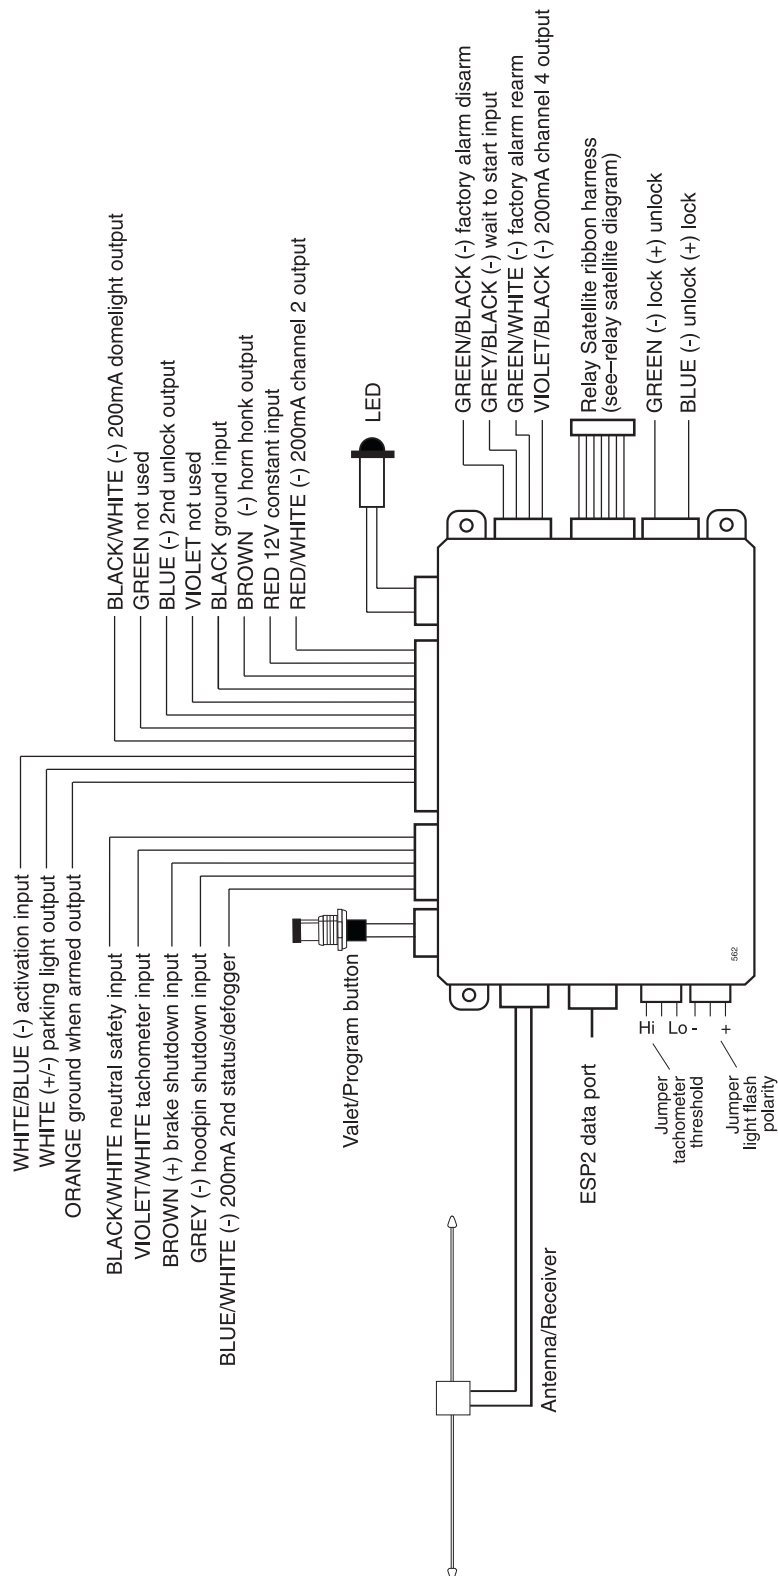 WHITE/BLUE (-) activation input
WHITE (+/-) parking light output
ORANGE ground when armed output
BLACK/WHITE (-) 200mA domelight output
GREEN not used
BLUE (-) 2nd unlock output
VIOLET not used
BLACK ground input
BROWN (-) horn honk output
RED 12V constant input
RED/WHITE (-) 200mA channel 2 output
BLACK/WHITE neutral safety input
VIOLET/WHITE tachometer input
BROWN (+) brake shutdown input
GREY (-) hoodpin shutdown input
BLUE/WHITE (-) 200mA 2nd status/defogger
Valet/Program button
LED
GREEN/BLACK (-) factory alarm disarm
GREY/BLACK (-) wait to start input
GREEN/WHITE (-) factory alarm rearm
VIOLET/BLACK (-) 200mA channel 4 output
Relay Satellite ribbon harness
(see–relay satellite diagram)
GREEN (-) lock (+) unlock
BLUE (-) unlock (+) lock
Antenna/Receiver
ESP2 data port
Hi
Lo
-
+
Jumper
tachometer
threshold
Jumper
light flash
polarity
562